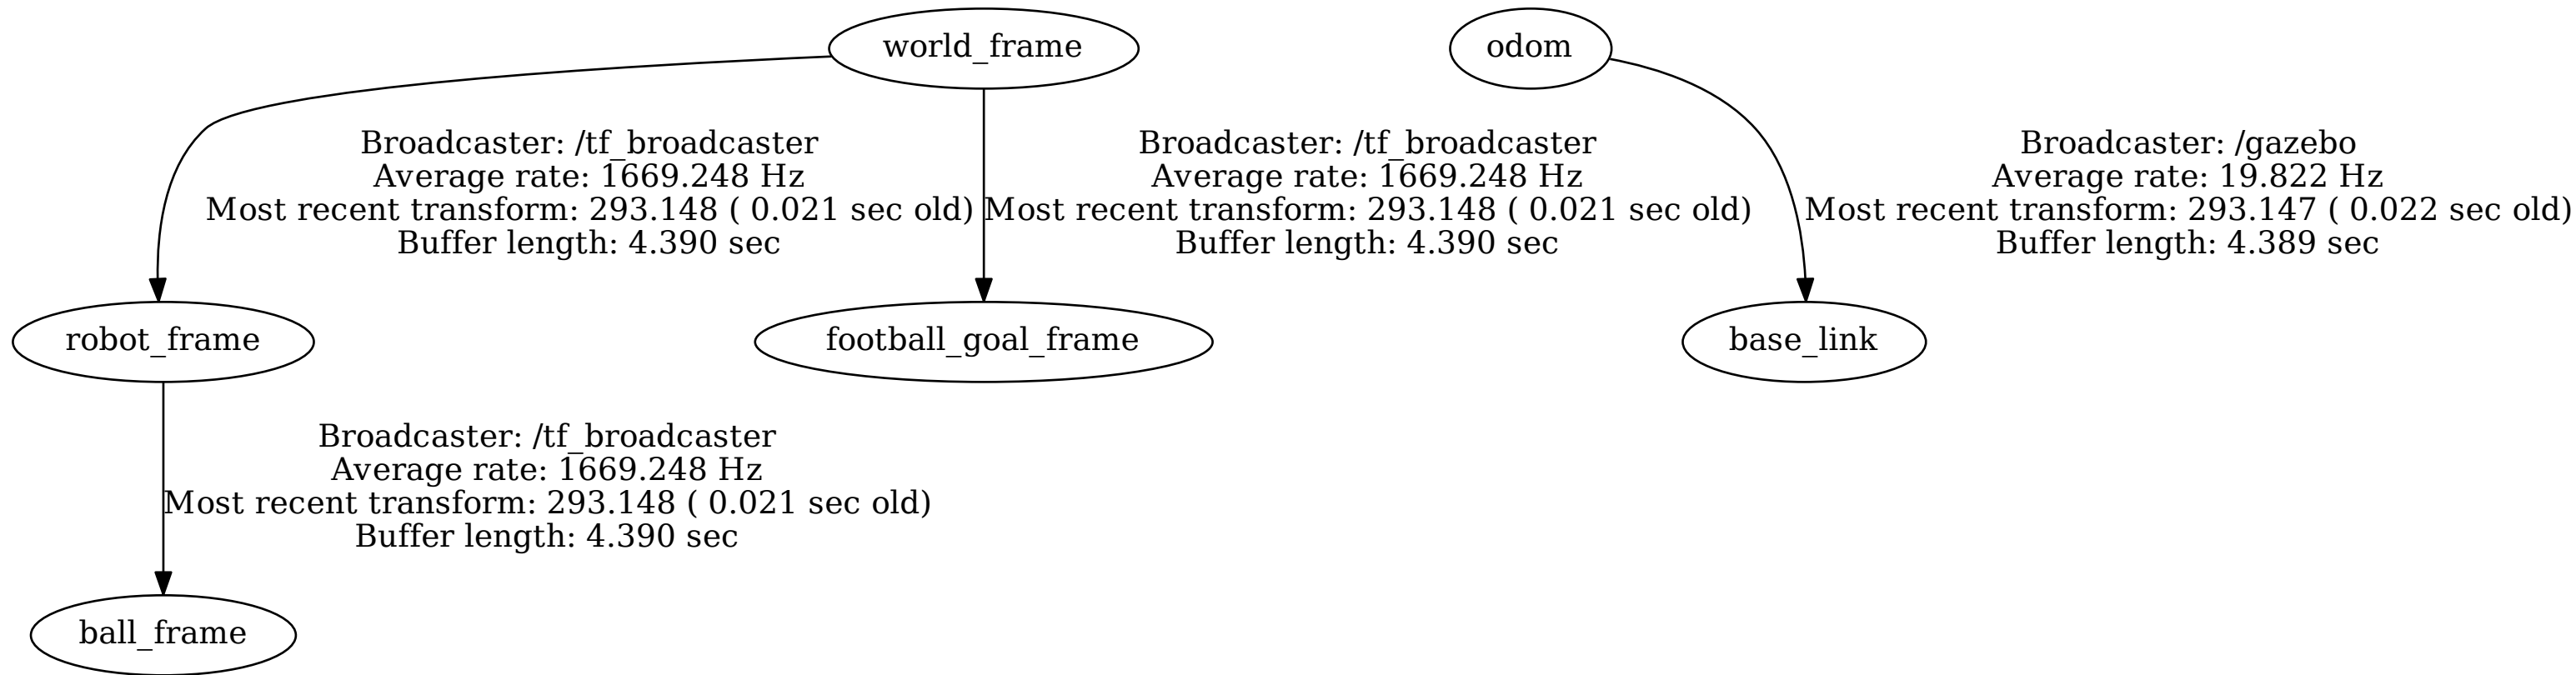 world_frame
odom
Broadcaster: /tf_broadcaster
Average rate: 1669.248 Hz
Most recent transform: 293.148 ( 0.021 sec old)
Buffer length: 4.390 sec
Broadcaster: /tf_broadcaster
Average rate: 1669.248 Hz
Most recent transform: 293.148 ( 0.021 sec old)
Buffer length: 4.390 sec
Broadcaster: /gazebo
Average rate: 19.822 Hz
Most recent transform: 293.147 ( 0.022 sec old)
Buffer length: 4.389 sec
robot_frame
football_goal_frame
base_link
Broadcaster: /tf_broadcaster
Average rate: 1669.248 Hz
Most recent transform: 293.148 ( 0.021 sec old)
Buffer length: 4.390 sec
ball_frame